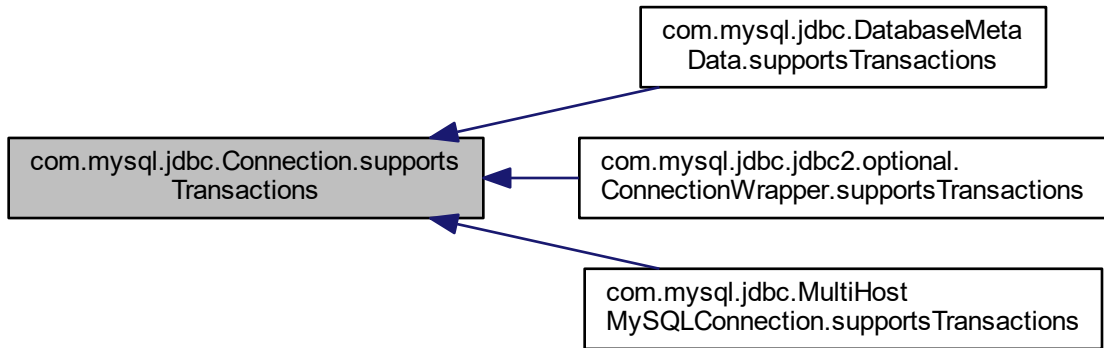 com.mysql.jdbc.DatabaseMeta
Data.supportsTransactions
com.mysql.jdbc.Connection.supports
Transactions
com.mysql.jdbc.jdbc2.optional.
ConnectionWrapper.supportsTransactions
com.mysql.jdbc.MultiHost
MySQLConnection.supportsTransactions